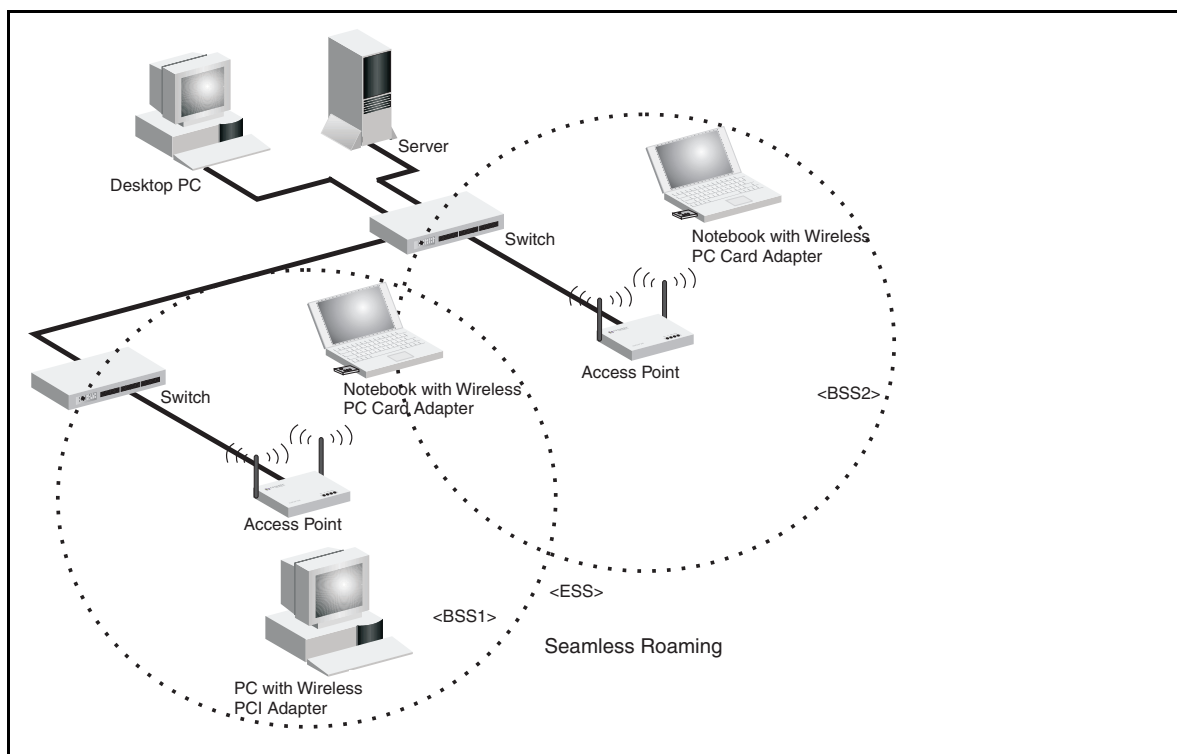 Server
Desktop PC
Switch
Notebook with Wireless
PC Card Adapter
Access Point
Switch
Notebook with Wireless
PC Card Adapter
<BSS2>
Access Point
<ESS>
<BSS1>
Seamless Roaming
PC with Wireless
PCI Adapter